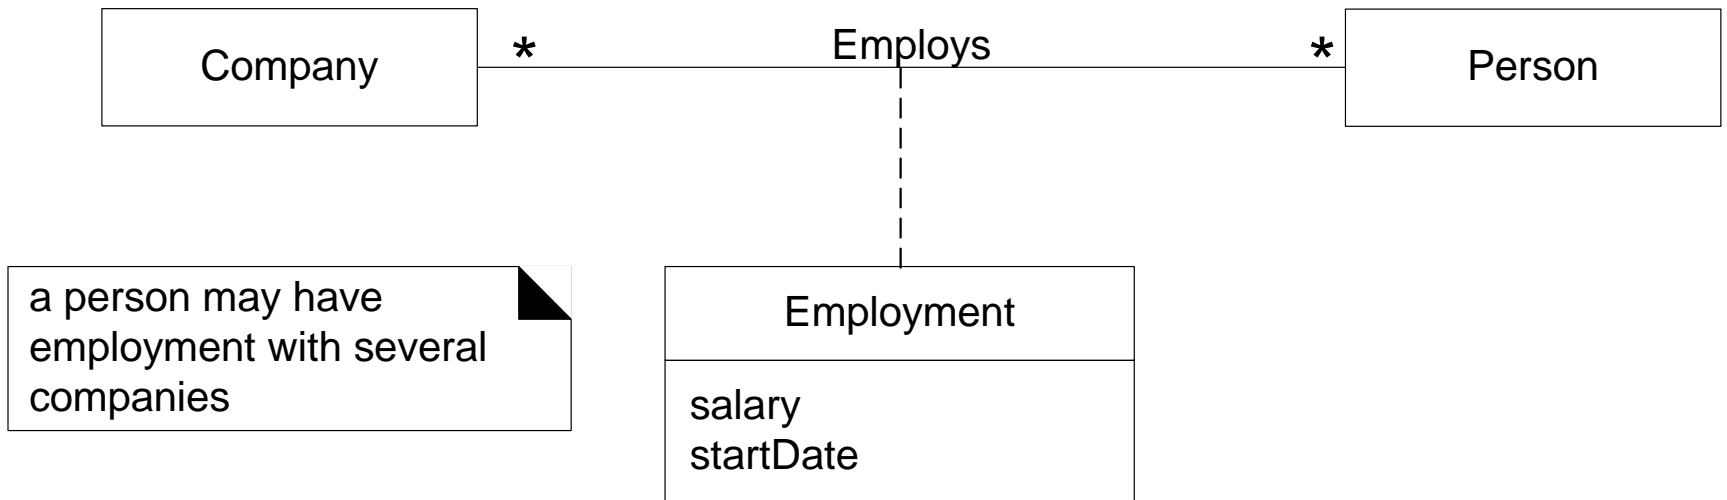 Company
*
Employs
*
Person
a person may have
employment with several
companies
Employment
salary
startDate